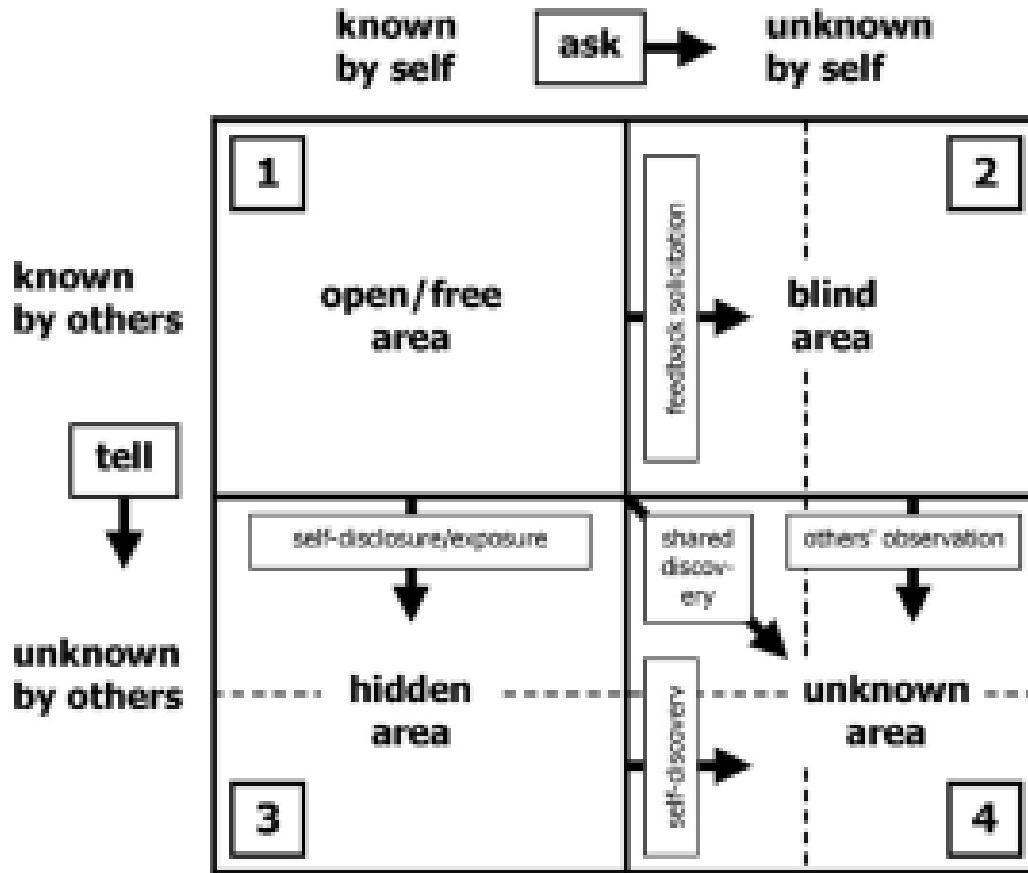 known
by self
ask
unknown
by self
1
2
known
by others
open/free
area
feedback solicitation
blind
area
tell
self-disclosure/exposure
shared
discov-
ery
others' observation
unknown
by others
hidden
area
self-discovery
unknown
area
3
4